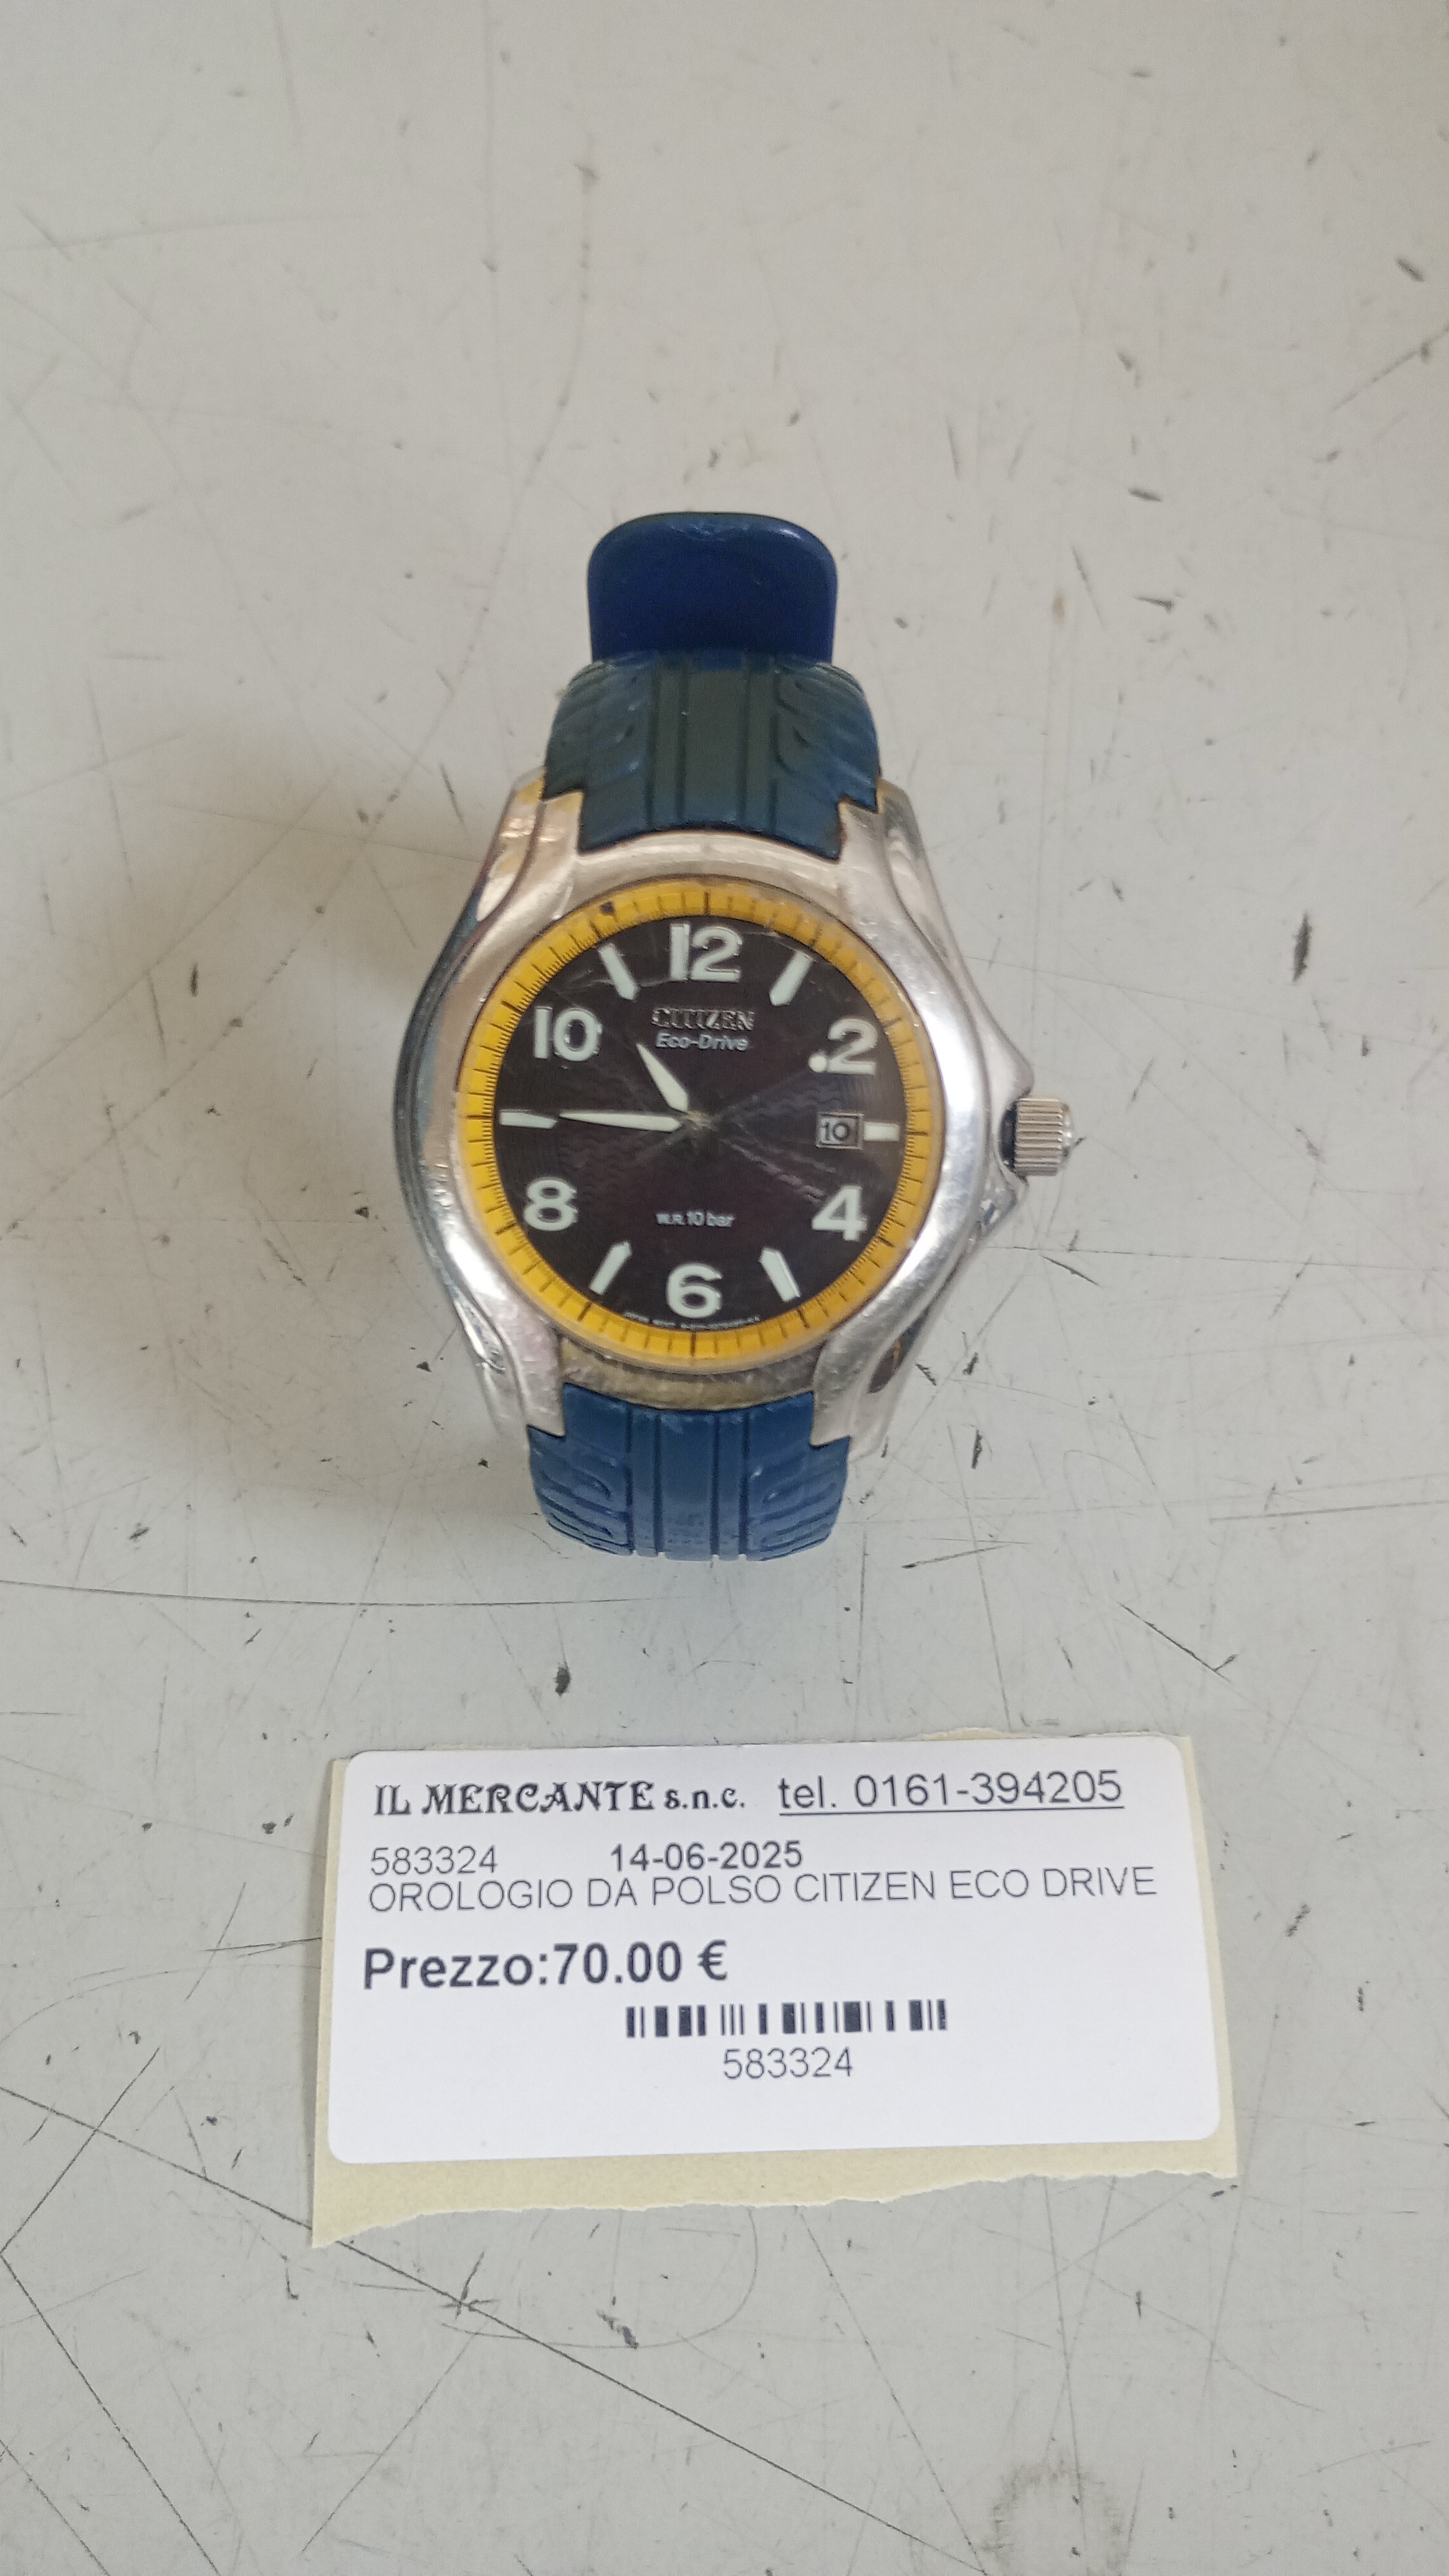 12
10
CITIZEN
Eco-Drive
.2
10
8
W.R. 10 bar
4
6
IL MERCANTE s.n.c. tel. 0161-394205
583324 14-06-2025
OROLOGIO DA POLSO CITIZEN ECO DRIVE
Prezzo:70.00 €
583324